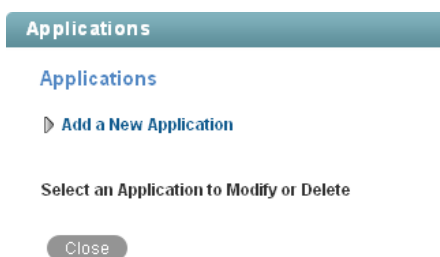 Applications
Applications
Add a New Application
Select an Application to Modify or Delete
Close